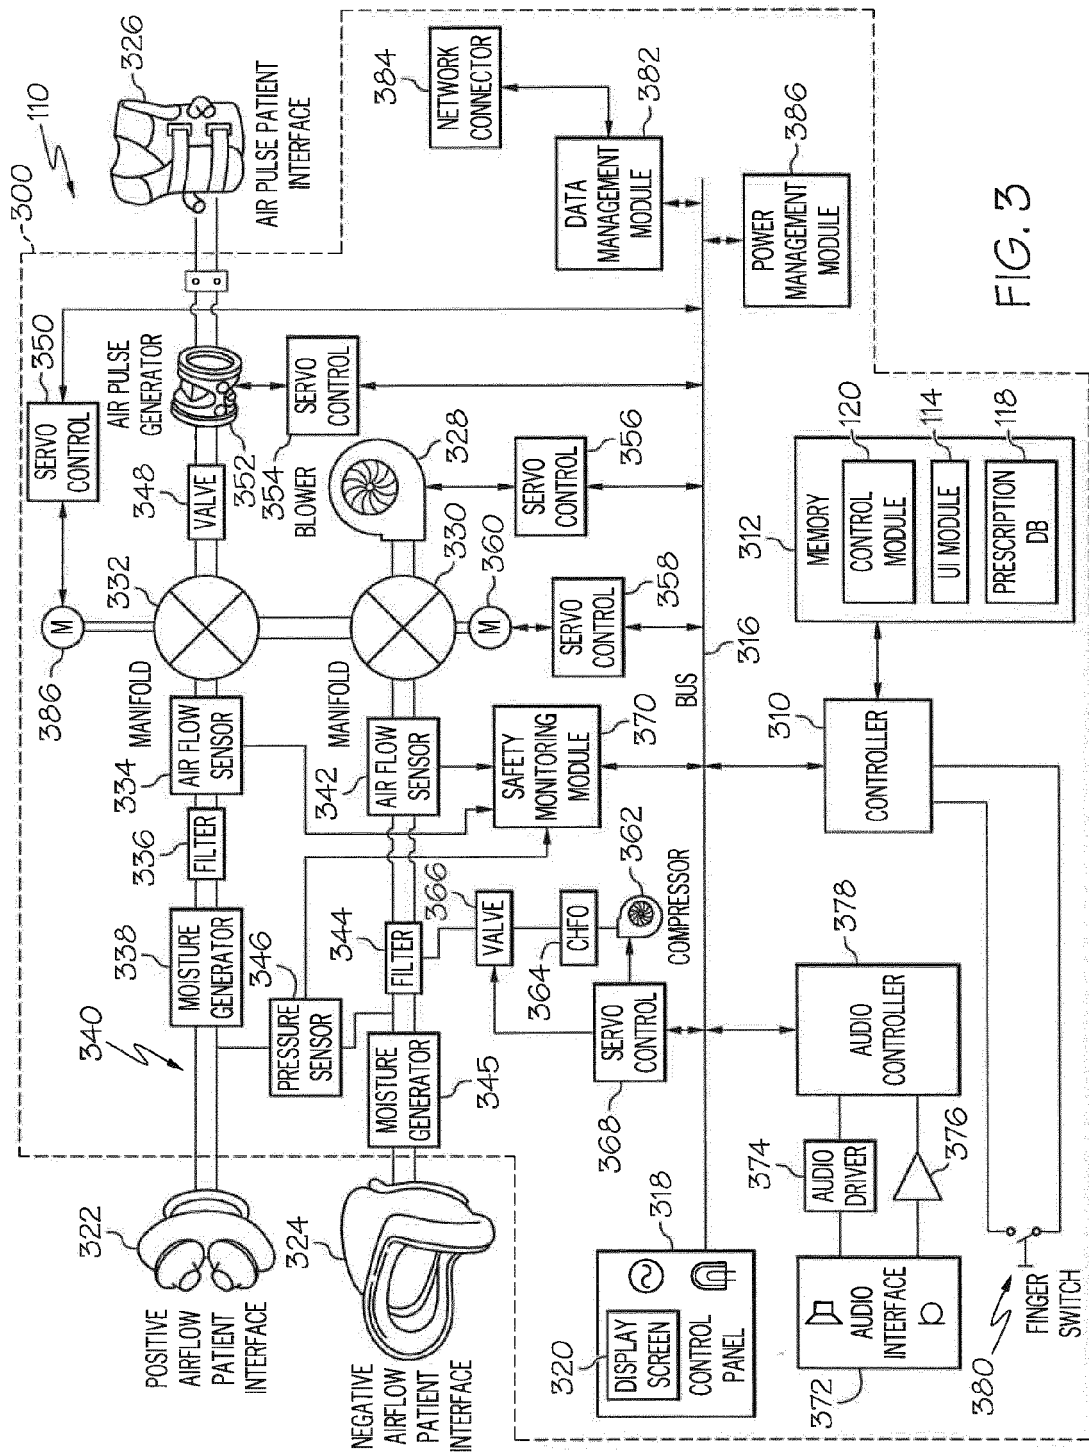 110
300
326
AIR PULSE PATIENT
INTERFACE
384
NETWORK
CONNECTOR
382
DATA
MANAGEMENT
MODULE
386
POWER
MANAGEMENT
MODULE
FIG. 3
350
SERVO
CONTROL
AIR PULSE
GENERATOR
352
354
SERVO
CONTROL
348
VALVE
BLOWER
328
356
SERVO
CONTROL
330
360
M
332
M
386
358
SERVO
CONTROL
316
BUS
312
MEMORY
120
CONTROL
MODULE
114
UI MODULE
118
PRESCRIPTION
DB
310
CONTROLLER
MANIFOLD
334
AIR FLOW
SENSOR
MANIFOLD
342
AIR FLOW
SENSOR
370
SAFETY
MONITORING
MODULE
336
FILTER
338
MOISTURE
GENERATOR
340
346
PRESSURE
SENSOR
344
FILTER
345
MOISTURE
GENERATOR
366
VALVE
364
CHFO
362
COMPRESSOR
368
SERVO
CONTROL
378
AUDIO
CONTROLLER
374
AUDIO
DRIVER
376
372
AUDIO
INTERFACE
380
FINGER
SWITCH
322
POSITIVE
AIRFLOW
PATIENT
INTERFACE
324
NEGATIVE
AIRFLOW
PATIENT
INTERFACE
318
320
DISPLAY
SCREEN
CONTROL
PANEL